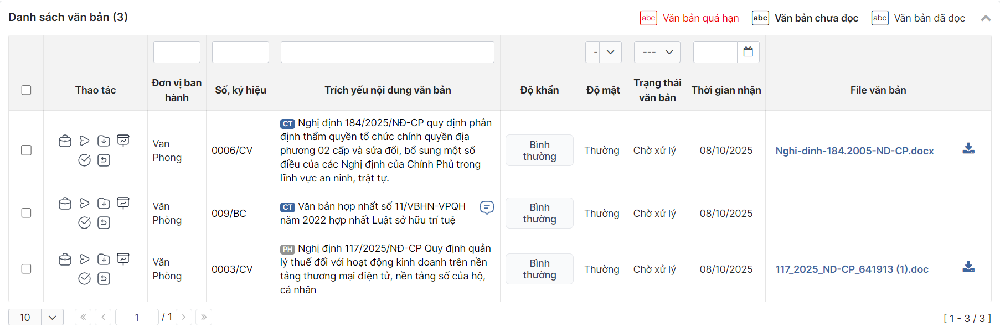 Danh sách văn bản (3)
abc Văn bản quá hạn abc Văn bản chưa đọc abc Văn bản đã đọc
- ---
Thao tác
Đơn vị ban
hành
Số, ký hiệu
Trích yếu nội dung văn bản
Độ khẩn
Độ mật
Trạng thái
văn bản
Thời gian nhận
File văn bản
Van
Phong
0006/CV
CT Nghị định 184/2025/NĐ-CP quy định phân
định thẩm quyền tổ chức chính quyền địa
phương 02 cấp và sửa đổi, bổ sung một số
điều của các Nghị định của Chính Phủ trong
lĩnh vực an ninh, trật tự.
Bình
thường
Thường
Chờ xử lý
08/10/2025
Nghi-dinh-184.2005-ND-CP.docx
Văn
Phòng
009/BC
CT Văn bản hợp nhất số 11/VBHN-VPQH
năm 2022 hợp nhất Luật sở hữu trí tuệ
Bình
thường
Thường
Chờ xử lý
08/10/2025
Văn
Phòng
0003/CV
PH Nghị định 117/2025/NĐ-CP Quy định quản
lý thuế đối với hoạt động kinh doanh trên nền
tảng thương mại điện tử, nền tảng số của hộ,
cá nhân
Bình
thường
Thường
Chờ xử lý
08/10/2025
117_2025_ND-CP_641913 (1).doc
10 « ‹ 1 / 1 › »
[ 1 - 3 / 3 ]